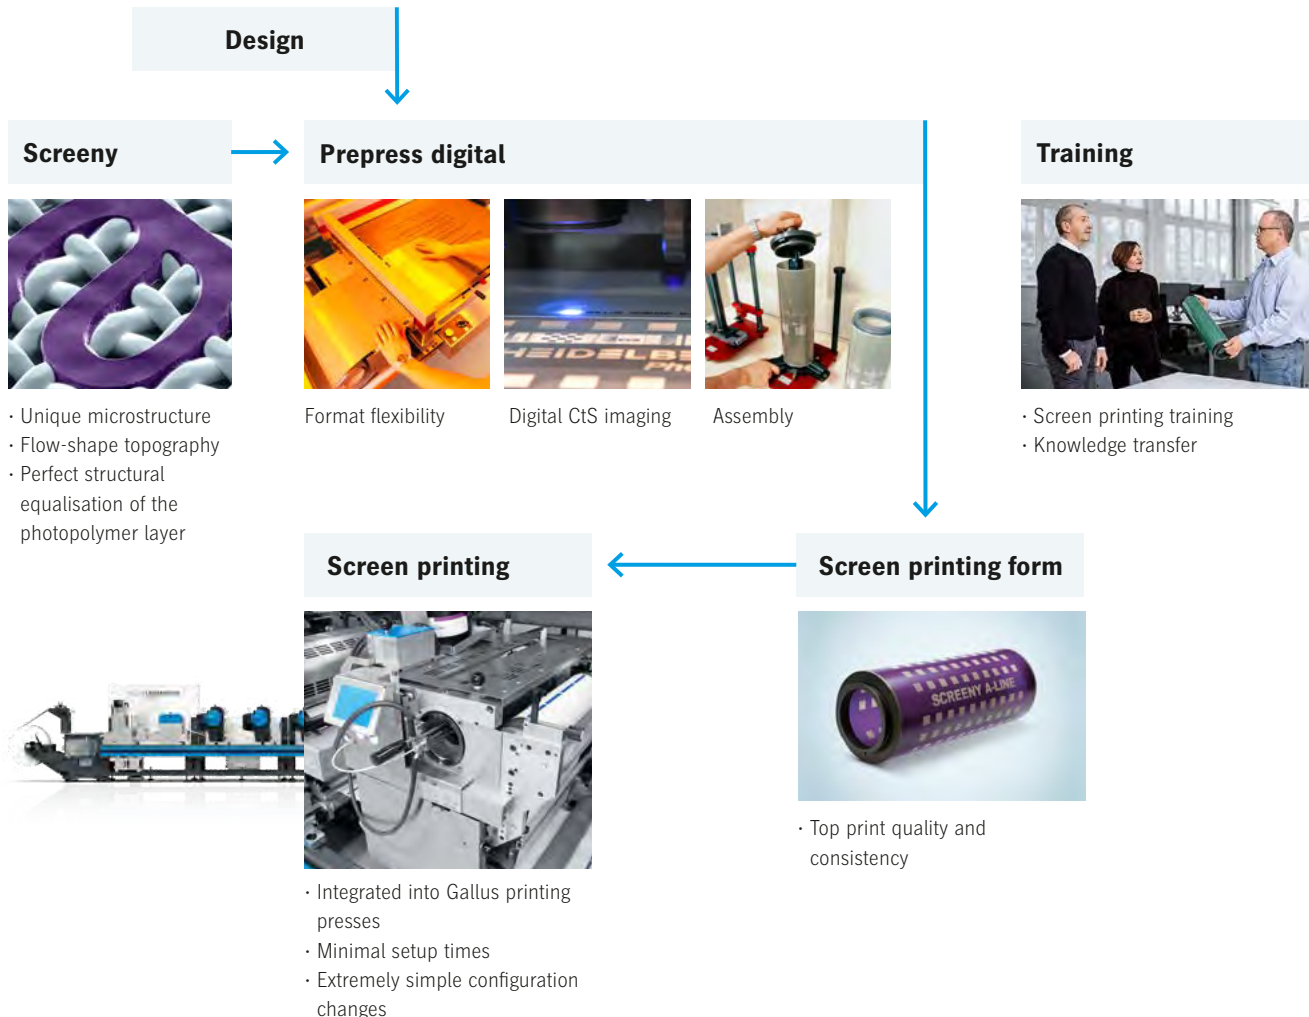 Design
Screeny
Prepress digital
Training
HEIDELBE
Format flexibility
Digital CtS imaging
Assembly
· Unique microstructure
· Flow-shape topography
· Perfect structural
equalisation of the
photopolymer layer
· Screen printing training
· Knowledge transfer
Screen printing
Screen printing form
SCREENY A-LINE
· Top print quality and
consistency
· Integrated into Gallus printing
presses
· Minimal setup times
· Extremely simple configuration
changes